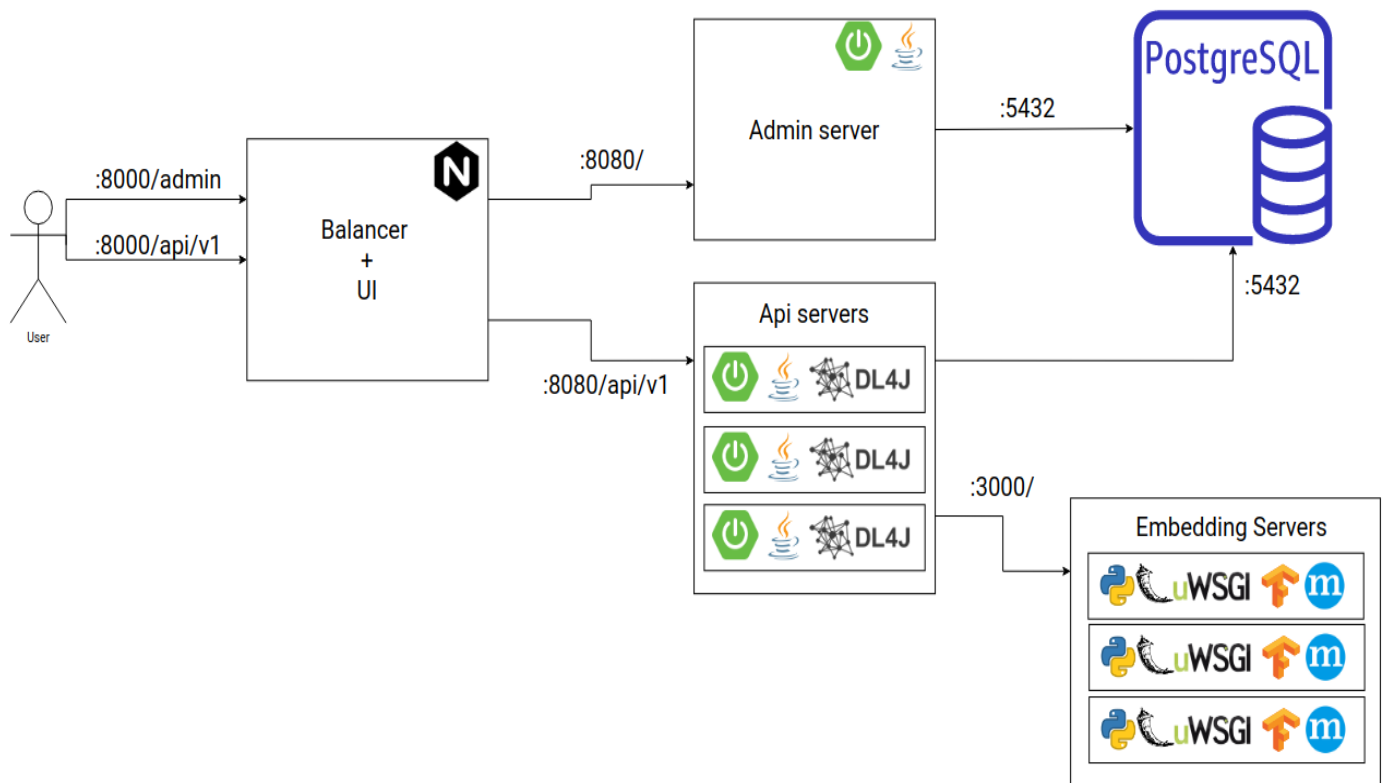 :8000/admin
:8000/api/v1
User
Balancer
+
UI
N
:8080/
:8080/api/v1
Admin server
:5432
PostgreSQL
:5432
Api servers
DL4J
DL4J
DL4J
:3000/
Embedding Servers
uWSGI m
uWSGI m
uWSGI m